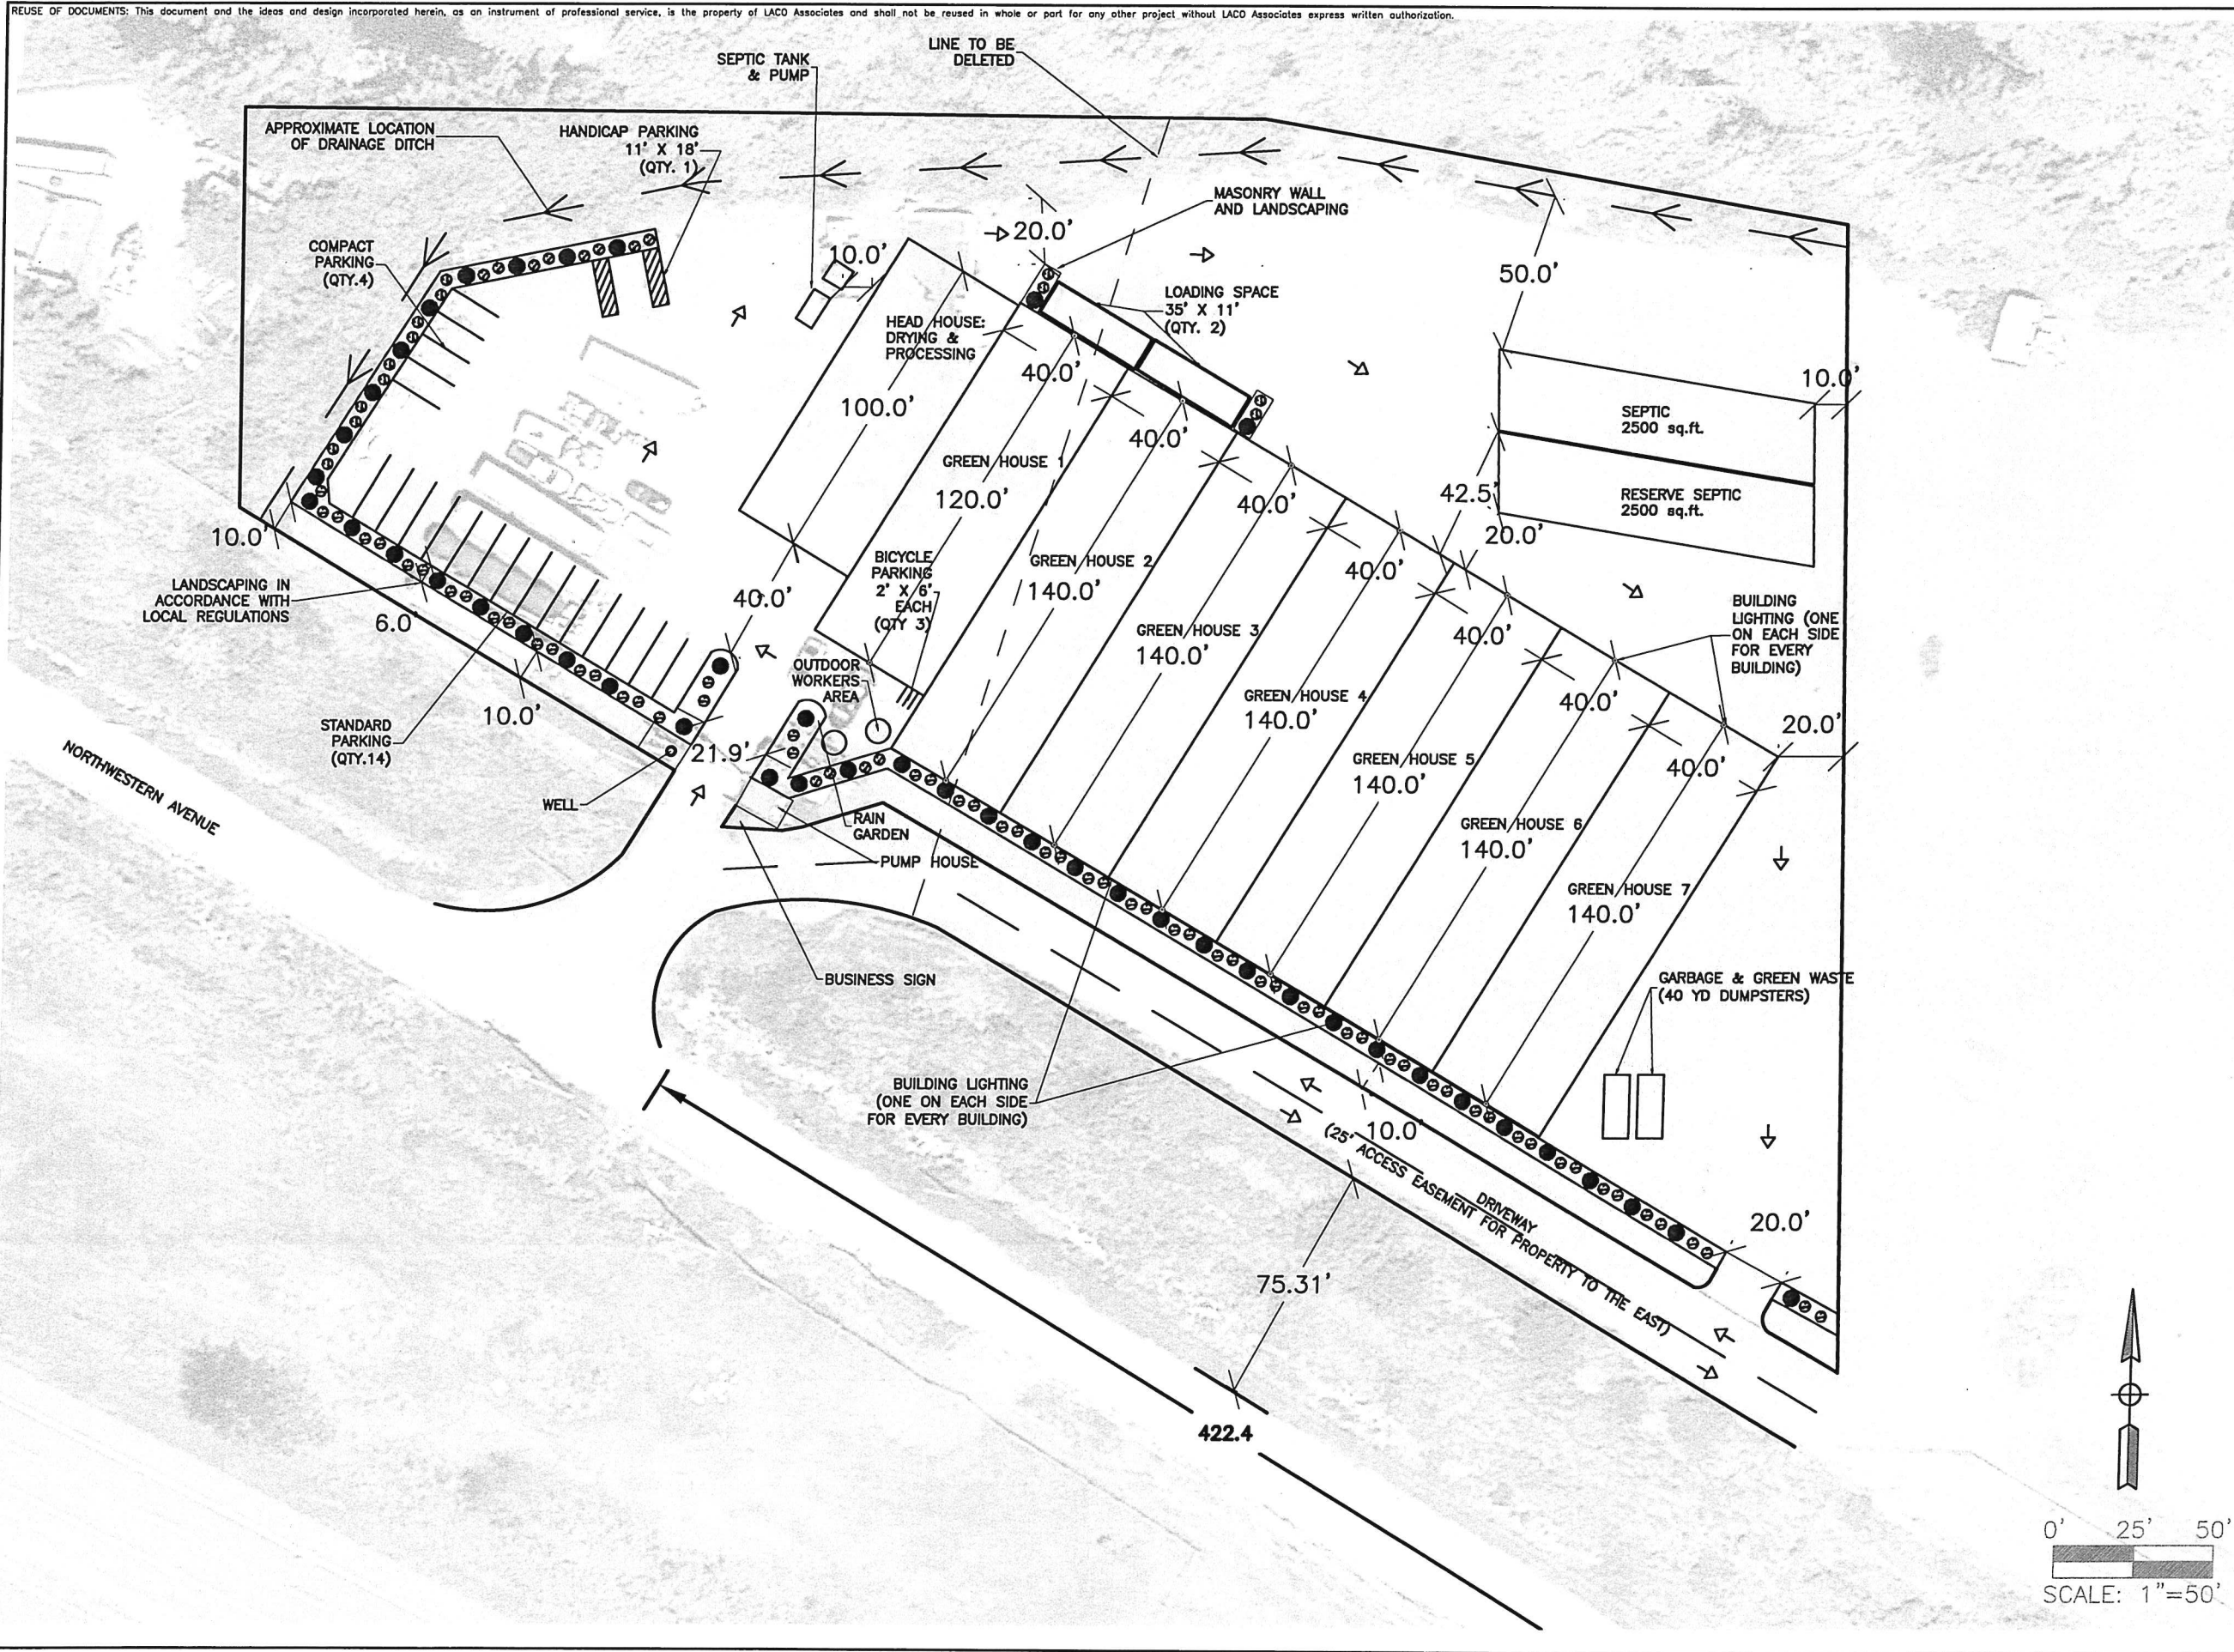 REUSE OF DOCUMENTS: This document and the ideas and design incorporated herein, as an instrument of professional service, is the property of LACO Associates and shall not be reused in whole or part for any other project without LACO Associates express written authorization.
LINE TO BE
DELETED
SEPTIC TANK
& PUMP
APPROXIMATE LOCATION
OF DRAINAGE DITCH
HANDICAP PARKING
11' X 18'
(QTY. 1)
MASONRY WALL
AND LANDSCAPING
20.0'
COMPACT
PARKING
(QTY.4)
10.0'
50.0'
LOADING SPACE
35' X 11'
(QTY. 2)
HEAD HOUSE:
DRYING &
PROCESSING
40.0'
100.0'
10.0'
SEPTIC
2500 sq.ft.
40.0'
GREEN HOUSE 1
120.0'
40.0'
42.5'
RESERVE SEPTIC
2500 sq.ft.
20.0'
10.0'
LANDSCAPING IN
ACCORDANCE WITH
LOCAL REGULATIONS
6.0'
BICYCLE
PARKING
2' X 6'
EACH
(QTY 3)
40.0'
GREEN HOUSE 2
140.0'
40.0'
BUILDING
LIGHTING (ONE
ON EACH SIDE
FOR EVERY
BUILDING)
GREEN HOUSE 3
140.0'
40.0'
OUTDOOR
WORKERS
AREA
GREEN HOUSE 4
140.0'
40.0'
10.0'
20.0'
STANDARD
PARKING
(QTY.14)
21.9'
GREEN HOUSE 5
140.0'
40.0'
NORTHWESTERN AVENUE
WELL
RAIN
GARDEN
GREEN HOUSE 6
140.0'
PUMP HOUSE
GREEN HOUSE 7
140.0'
BUSINESS SIGN
GARBAGE & GREEN WASTE
(40 YD DUMPSTERS)
BUILDING LIGHTING
(ONE ON EACH SIDE
FOR EVERY BUILDING)
10.0'
DRIVEWAY
(25' ACCESS EASEMENT FOR PROPERTY TO THE EAST)
20.0'
75.31'
422.4
0' 25' 50'
SCALE: 1"=50'